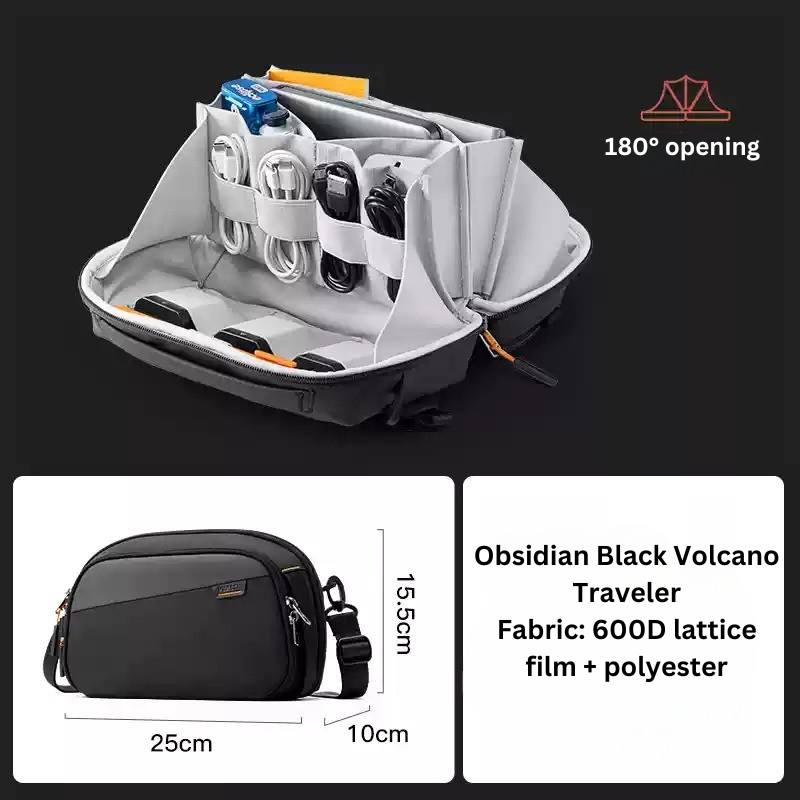 180° opening
Obsidian Black Volcano
Traveler
Fabric: 600D lattice
film + polyester
15.5cm
25cm
10cm